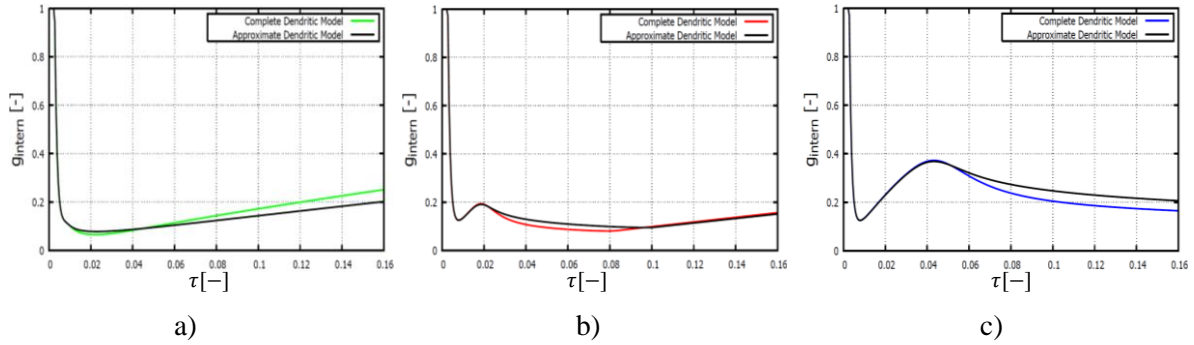 Complete Dendritic Model
Approximate Dendritic Model
1
0.8
0.6
0.4
0.2
0
g_intern [-]
0 0.02 0.04 0.06 0.08 0.1 0.12 0.14 0.16
τ[−]
a)
Complete Dendritic Model
Approximate Dendritic Model
1
0.8
0.6
0.4
0.2
0
g_intern [-]
0 0.02 0.04 0.06 0.08 0.1 0.12 0.14 0.16
τ[−]
b)
Complete Dendritic Model
Approximate Dendritic Model
1
0.8
0.6
0.4
0.2
0
g_intern [-]
0 0.02 0.04 0.06 0.08 0.1 0.12 0.14 0.16
τ[−]
c)